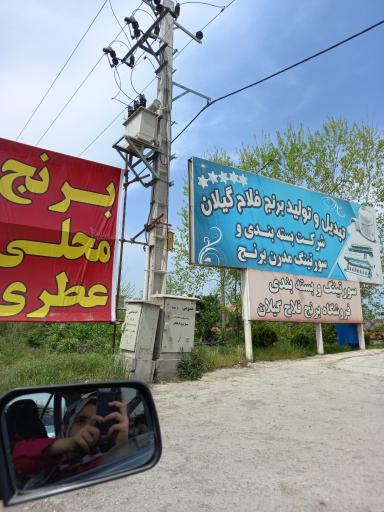 برنج
محلی
عطری
تبدیل و تولید برنج فلاح گیلان
شرکت بسته بندی و
سورتینگ مدرن برنج
سورتینگ و بسته بندی
فروشگاه برنج فلاح گیلان